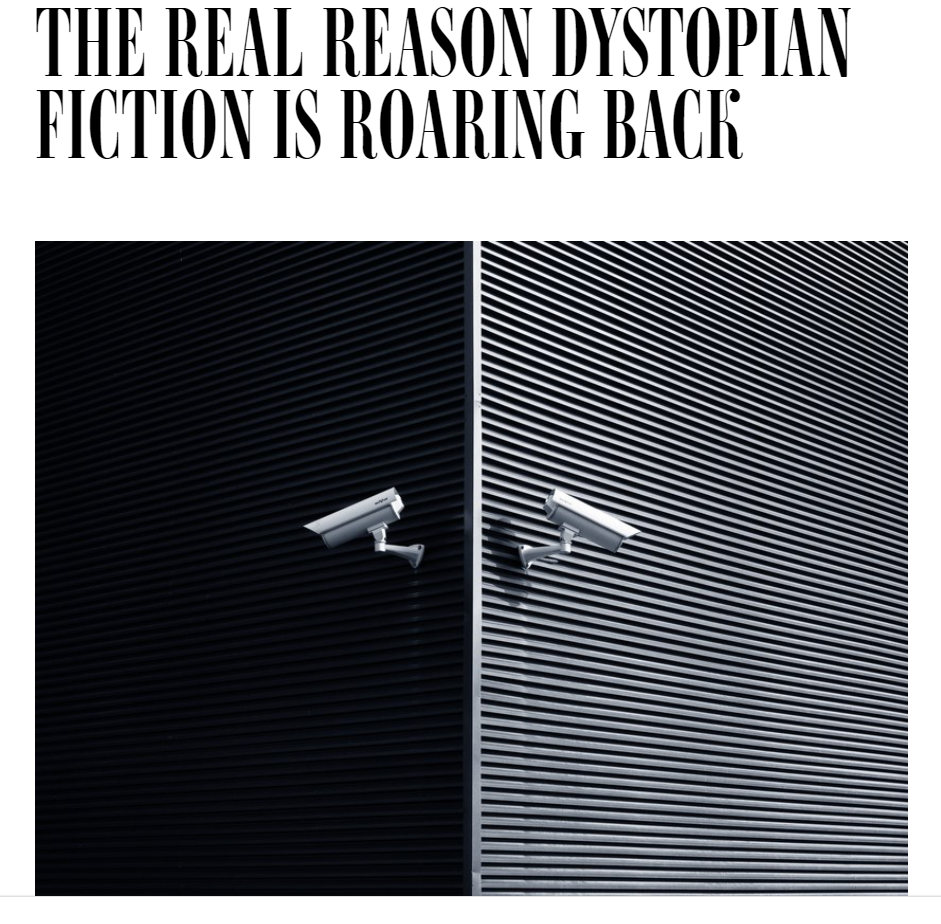 THE REAL REASON DYSTOPIAN
FICTION IS ROARING BACK